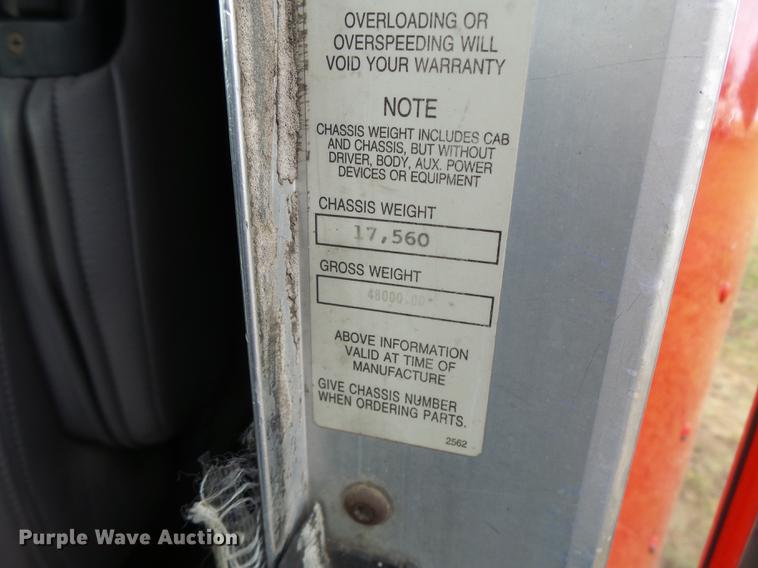 OVERLOADING OR
OVERSPEEDING WILL
VOID YOUR WARRANTY
NOTE
CHASSIS WEIGHT INCLUDES CAB
AND CHASSIS, BUT WITHOUT
DRIVER, BODY, AUX. POWER
DEVICES OR EQUIPMENT
CHASSIS WEIGHT
17,560
GROSS WEIGHT
48000.00
ABOVE INFORMATION
VALID AT TIME OF
MANUFACTURE
GIVE CHASSIS NUMBER
WHEN ORDERING PARTS.
2562
Purple Wave Auction